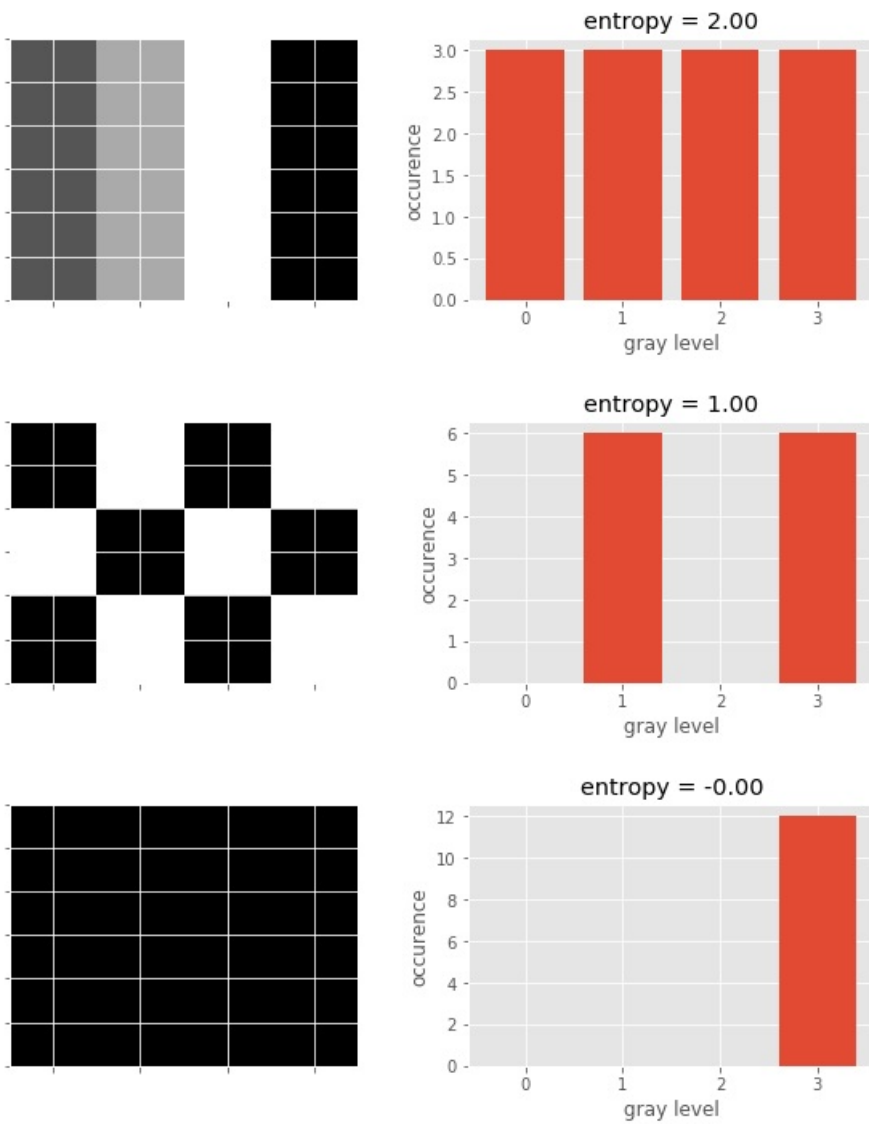 entropy = 2.00
3.0
2.5
2.0
1.5
1.0
0.5
0.0
occurence
0 1 2 3
gray level
entropy = 1.00
6
5
4
3
2
1
0
occurence
0 1 2 3
gray level
entropy = -0.00
12
10
8
6
4
2
0
occurence
0 1 2 3
gray level